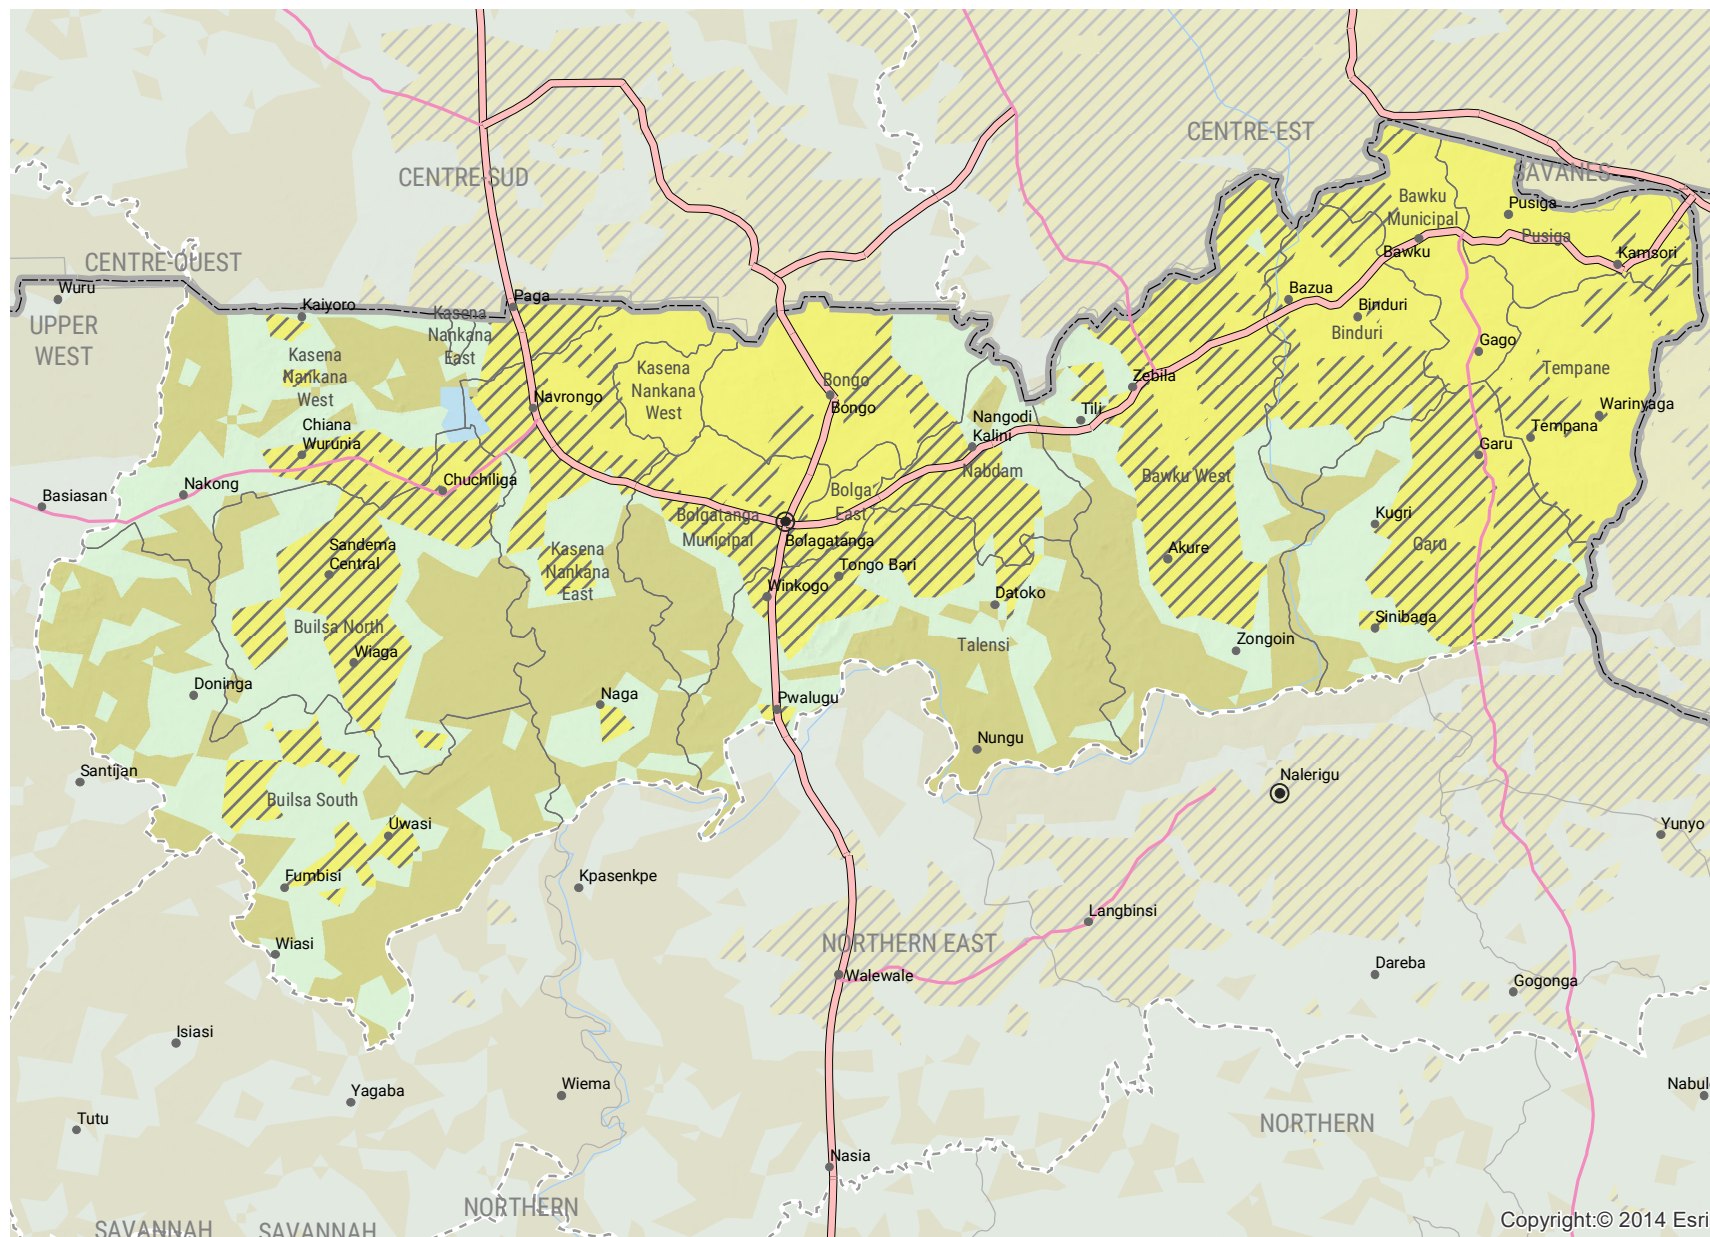 CENTRE-EST
CENTRE-SUD
SAVANES
Bawku
Municipal
Pusiga
Pusiga
Bawku
Kamsori
CENTRE-OUEST
Wuru
UPPER
WEST
Kaiyoro
Paga
Kasena
Nankana
East
Bazua
Binduri
Binduri
Gago
Kasena
Nankana
West
Kasena
Nankana
West
Bongo
Bongo
Zebila
Tempane
Navrongo
Nangodi
Kalini
Tili
Warinyaga
Tempana
Chiana
Wurunia
Garu
Nabdam
Bawku West
Nakong
Chuchiliga
Bolga
East
Basiasan
Bolgatanga
Municipal
Bolagatanga
Kugri
Garu
Sandema
Central
Kasena
Nankana
East
Akure
Tongo Bari
Winkogo
Datoko
Sinibaga
Builsa North
Talensi
Zongoin
Wiaga
Doninga
Naga
Pwalugu
Nungu
Santijan
Nalerigu
Builsa South
Uwasi
Yunyo
Fumbisi
Kpasenkpe
Langbinsi
Wiasi
NORTHERN EAST
Walewale
Dareba
Gogonga
Isiasi
Wiema
Yagaba
Nabul
Tutu
NORTHERN
Nasia
NORTHERN
SAVANNAH
SAVANNAH
Copyright:© 2014 Esri